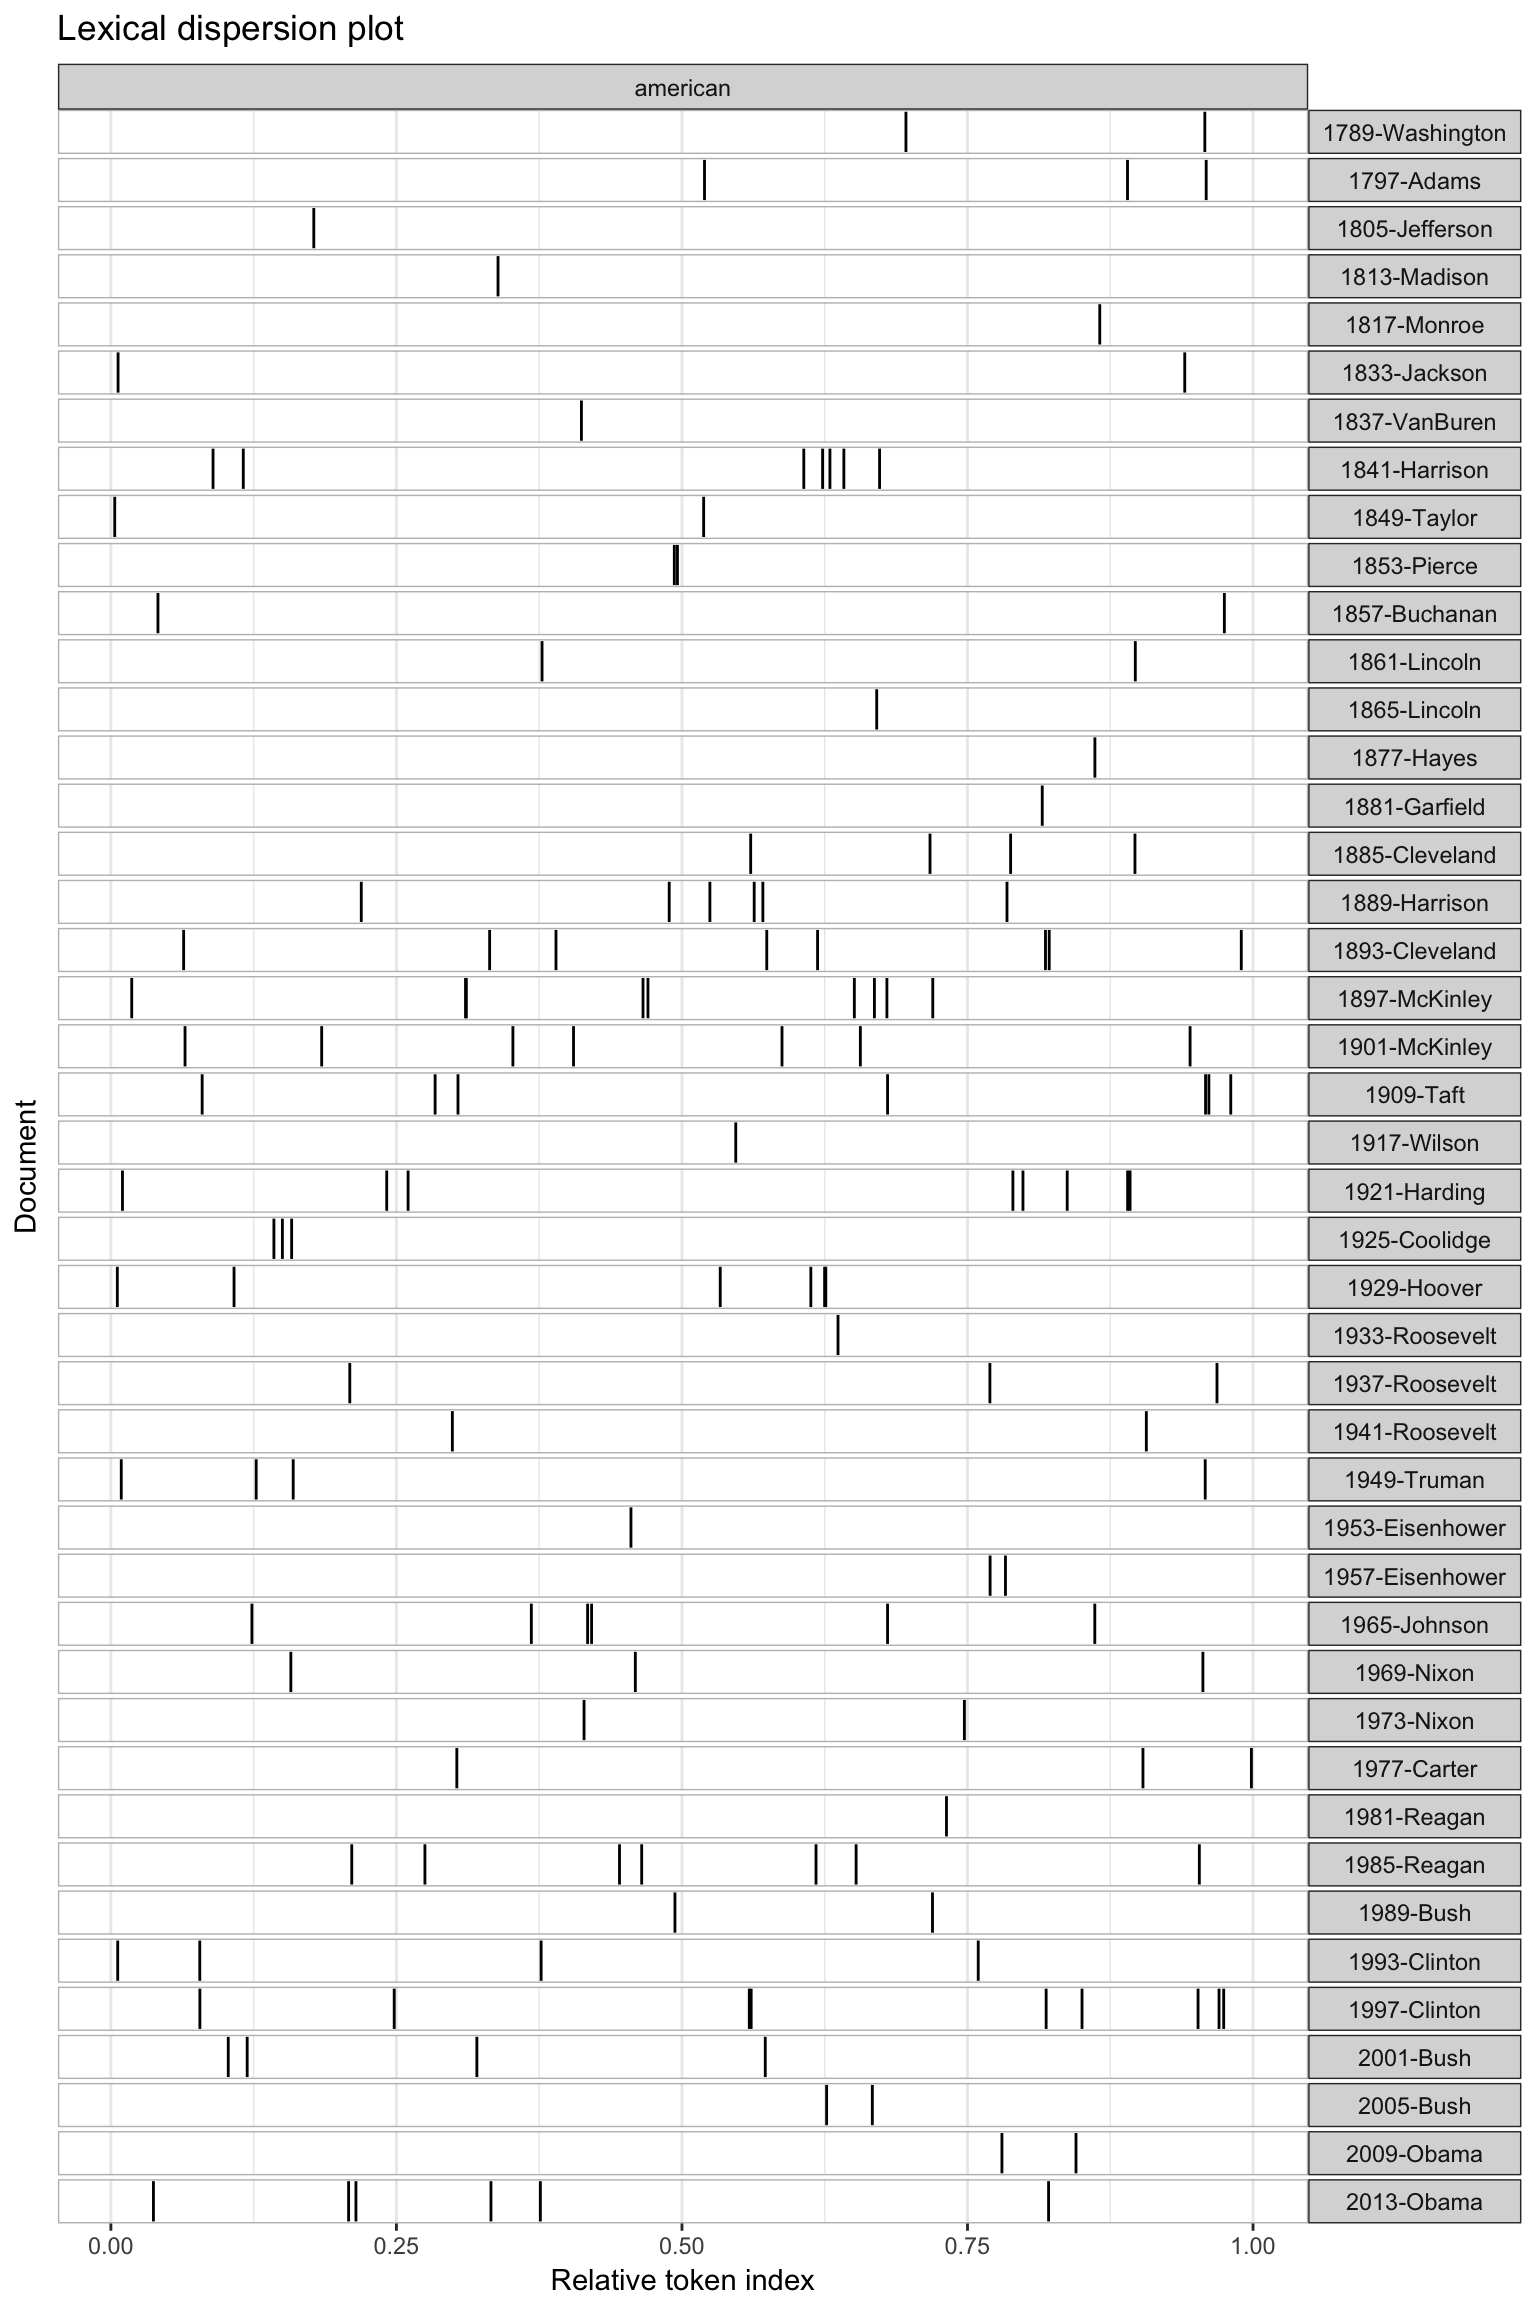 Lexical dispersion plot
american
1789-Washington
1797-Adams
1805-Jefferson
1813-Madison
1817-Monroe
1833-Jackson
1837-VanBuren
1841-Harrison
1849-Taylor
1853-Pierce
1857-Buchanan
1861-Lincoln
1865-Lincoln
1877-Hayes
1881-Garfield
1885-Cleveland
1889-Harrison
1893-Cleveland
1897-McKinley
1901-McKinley
1909-Taft
1917-Wilson
1921-Harding
1925-Coolidge
1929-Hoover
1933-Roosevelt
1937-Roosevelt
1941-Roosevelt
1949-Truman
1953-Eisenhower
1957-Eisenhower
1965-Johnson
1969-Nixon
1973-Nixon
1977-Carter
1981-Reagan
1985-Reagan
1989-Bush
1993-Clinton
1997-Clinton
2001-Bush
2005-Bush
2009-Obama
2013-Obama
Document
0.00 0.25 0.50 0.75 1.00
Relative token index